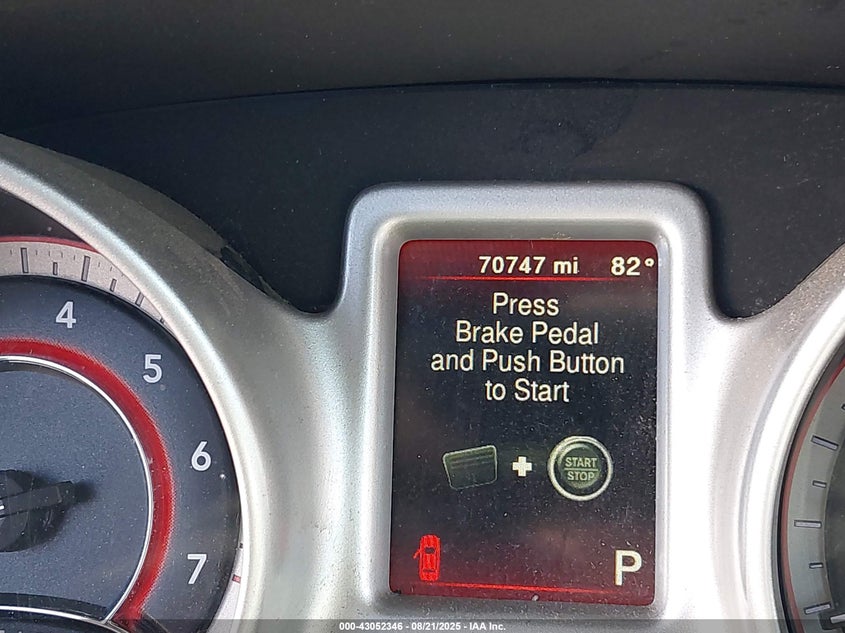 70747 mi 82°
Press
Brake Pedal
and Push Button
to Start
START
STOP
P
4
5
6
7
000-43052346 - 08/21/2025 - IAA Inc.